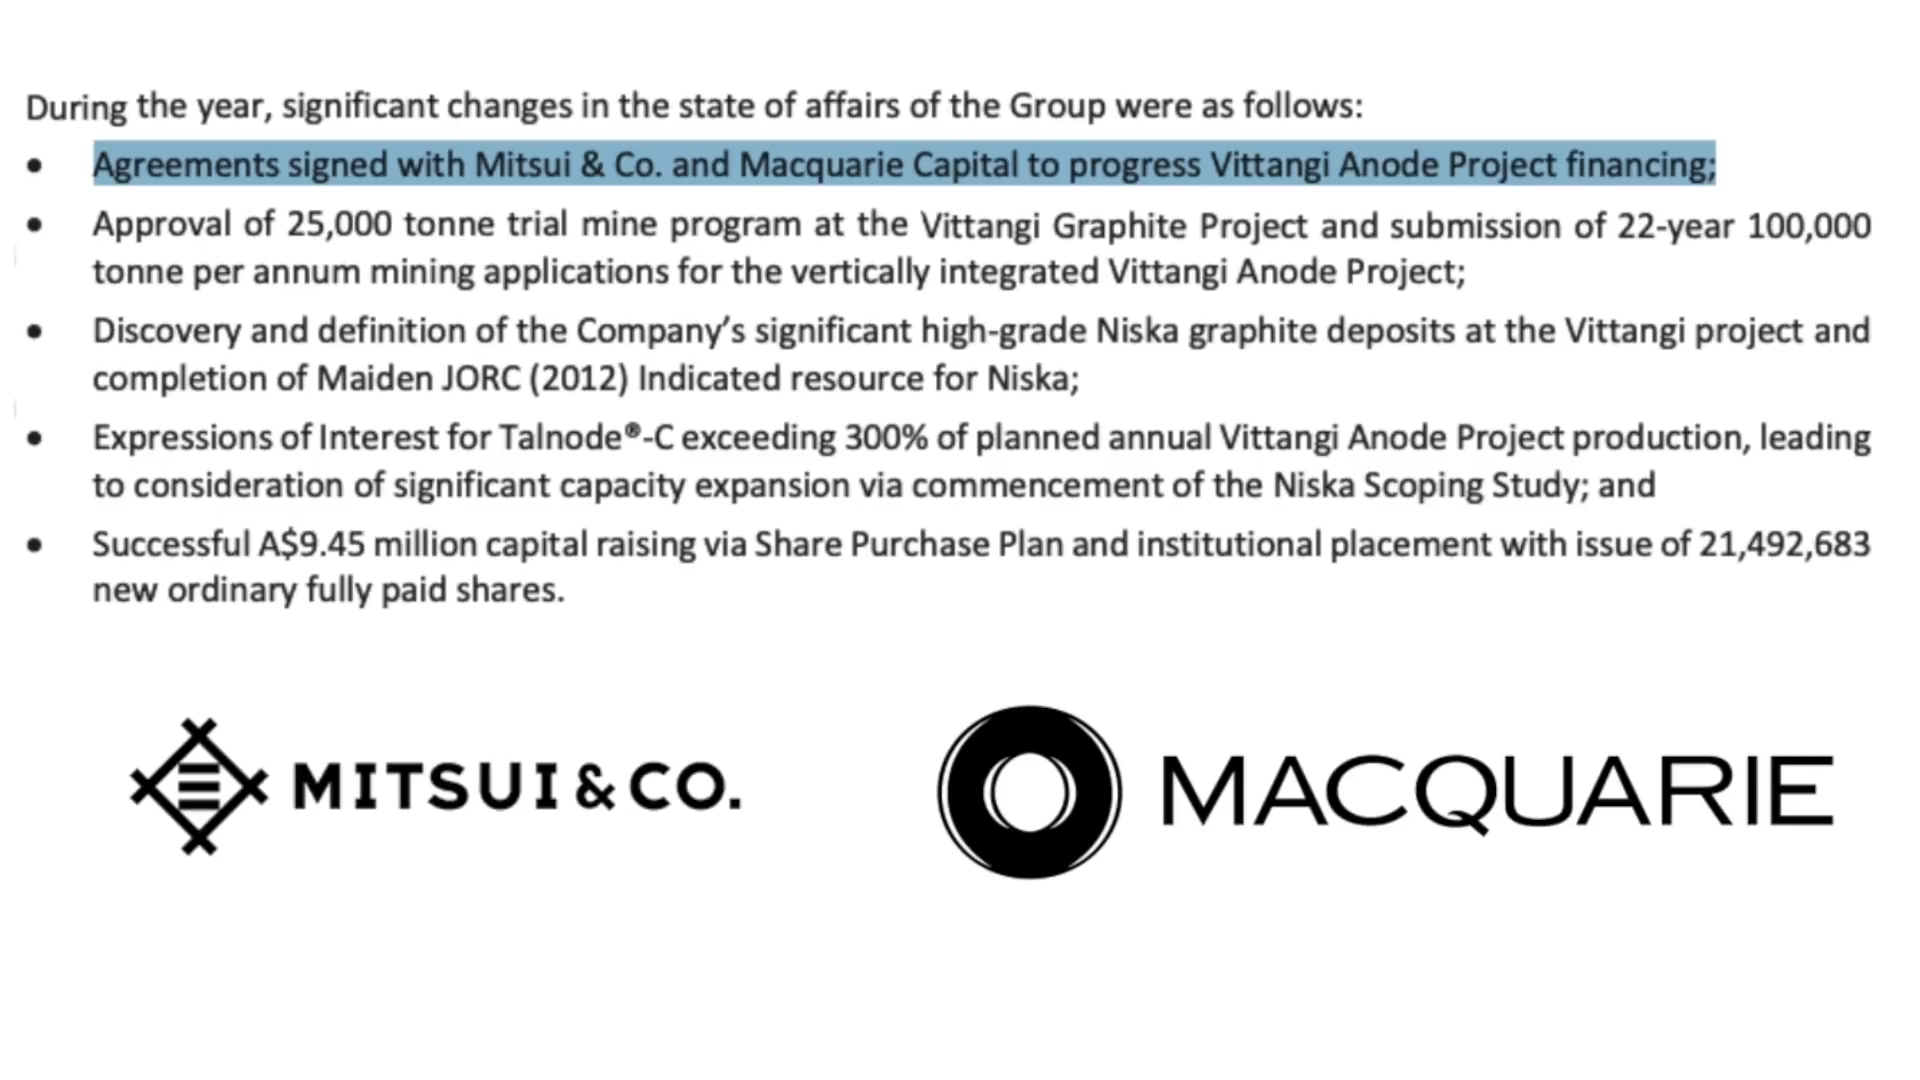 During the year, significant changes in the state of affairs of the Group were as follows:
• Agreements signed with Mitsui & Co. and Macquarie Capital to progress Vittangi Anode Project financing;
• Approval of 25,000 tonne trial mine program at the Vittangi Graphite Project and submission of 22-year 100,000
tonne per annum mining applications for the vertically integrated Vittangi Anode Project;
• Discovery and definition of the Company’s significant high-grade Niska graphite deposits at the Vittangi project and
completion of Maiden JORC (2012) Indicated resource for Niska;
• Expressions of Interest for Talnode®-C exceeding 300% of planned annual Vittangi Anode Project production, leading
to consideration of significant capacity expansion via commencement of the Niska Scoping Study; and
• Successful A$9.45 million capital raising via Share Purchase Plan and institutional placement with issue of 21,492,683
new ordinary fully paid shares.
MITSUI & CO.
MACQUARIE